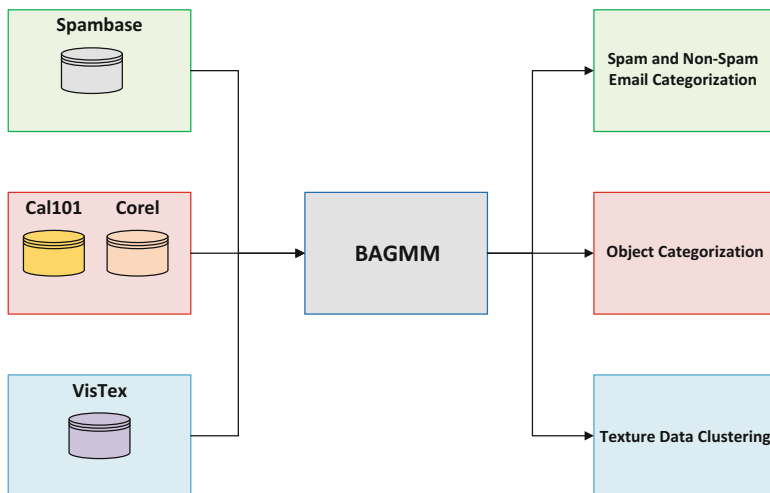 Spambase
Spam and Non-Spam
Email Categorization
Cal101
Corel
BAGMM
Object Categorization
VisTex
Texture Data Clustering